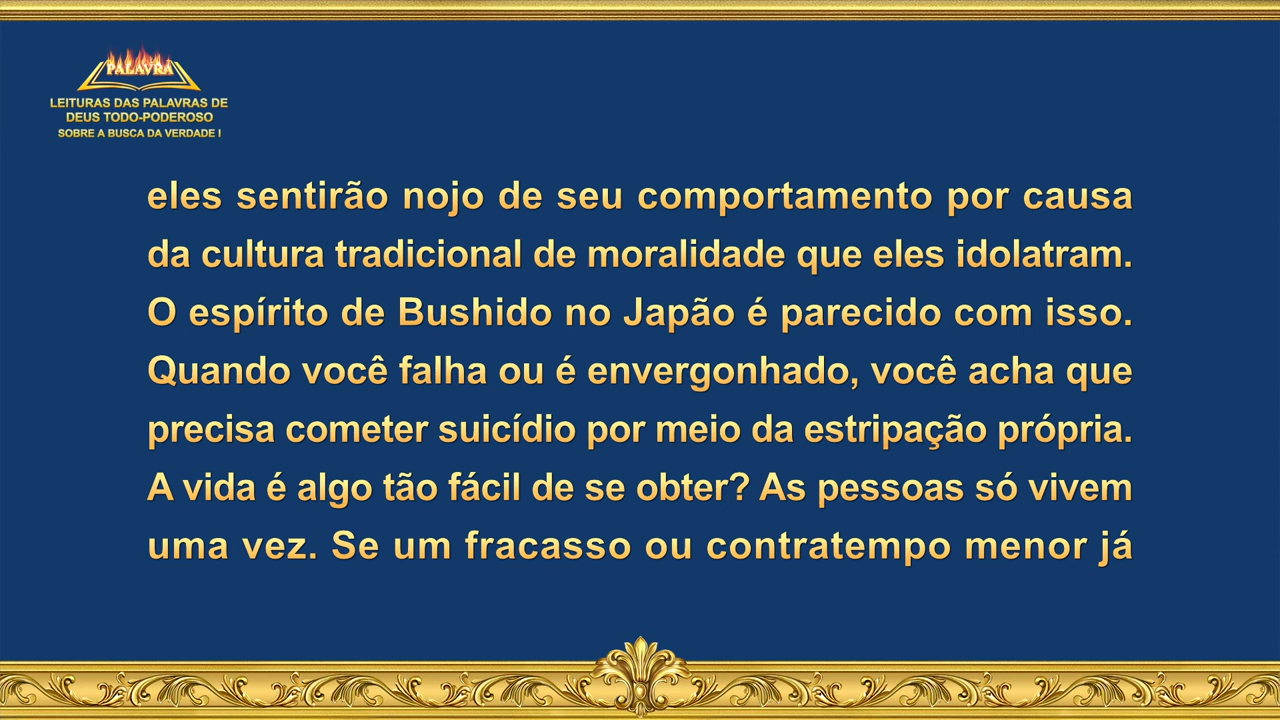 PALAVRA
LEITURAS DAS PALAVRAS DE
DEUS TODO-PODEROSO
SOBRE A BUSCA DA VERDADE I
eles sentirão nojo de seu comportamento por causa
da cultura tradicional de moralidade que eles idolatram.
O espírito de Bushido no Japão é parecido com isso.
Quando você falha ou é envergonhado, você acha que
precisa cometer suicídio por meio da estripação própria.
A vida é algo tão fácil de se obter? As pessoas só vivem
uma vez. Se um fracasso ou contratempo menor já